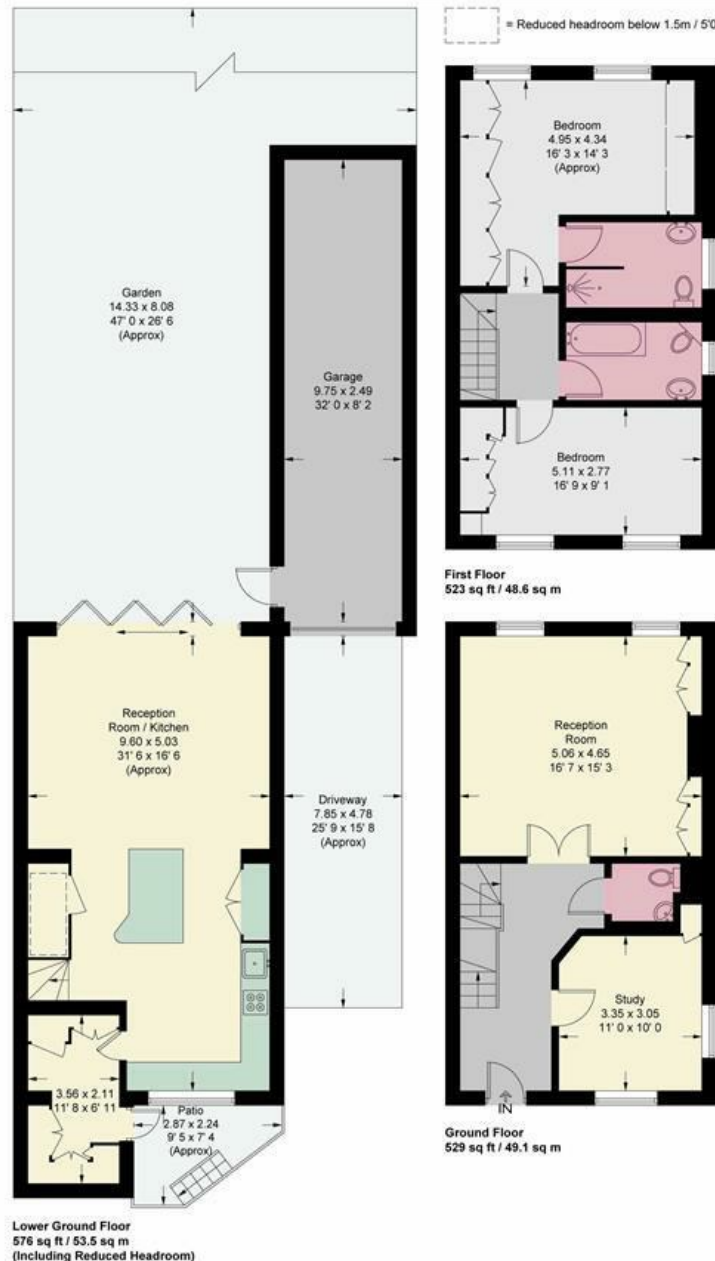 = Reduced headroom below 1.5m / 5'0
Bedroom
4.95 x 4.34
16' 3 x 14' 3
(Approx)
Garden
14.33 x 8.08
47' 0 x 26' 6
(Approx)
Garage
9.75 x 2.49
32' 0 x 8' 2
Bedroom
5.11 x 2.77
16' 9 x 9' 1
First Floor
523 sq ft / 48.6 sq m
Reception
Room / Kitchen
9.60 x 5.03
31' 6 x 16' 6
(Approx)
Reception
Room
5.06 x 4.65
16' 7 x 15' 3
Driveway
7.85 x 4.78
25' 9 x 15' 8
(Approx)
Study
3.35 x 3.05
11' 0 x 10' 0
3.56 x 2.11
11' 8 x 6' 11
Patio
2.87 x 2.24
9' 5 x 7' 4
(Approx)
IN
Ground Floor
529 sq ft / 49.1 sq m
Lower Ground Floor
576 sq ft / 53.5 sq m
(Including Reduced Headroom)